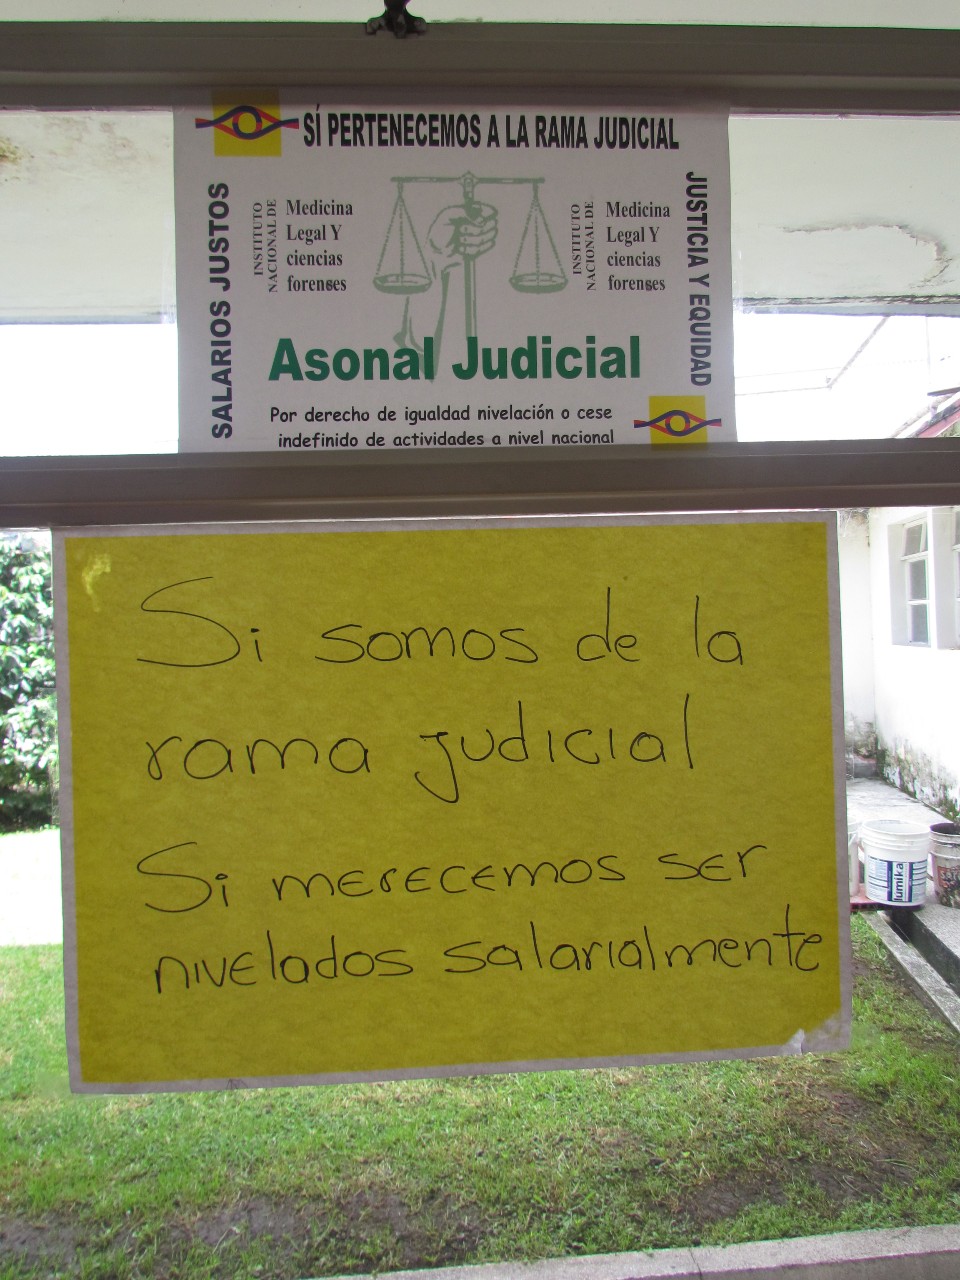 SÍ PERTENECEMOS A LA RAMA JUDICIAL
SALARIOS JUSTOS
INSTITUTO
NACIONAL DE
Medicina
Legal Y
ciencias
forenses
INSTITUTO
NACIONAL DE
Medicina
Legal Y
ciencias
forenses
JUSTICIA Y EQUIDAD
Asonal Judicial
Por derecho de igualdad nivelación o cese
indefinido de actividades a nivel nacional
Si somos de la
rama judicial
Si merecemos ser
nivelados salarialmente
lumika